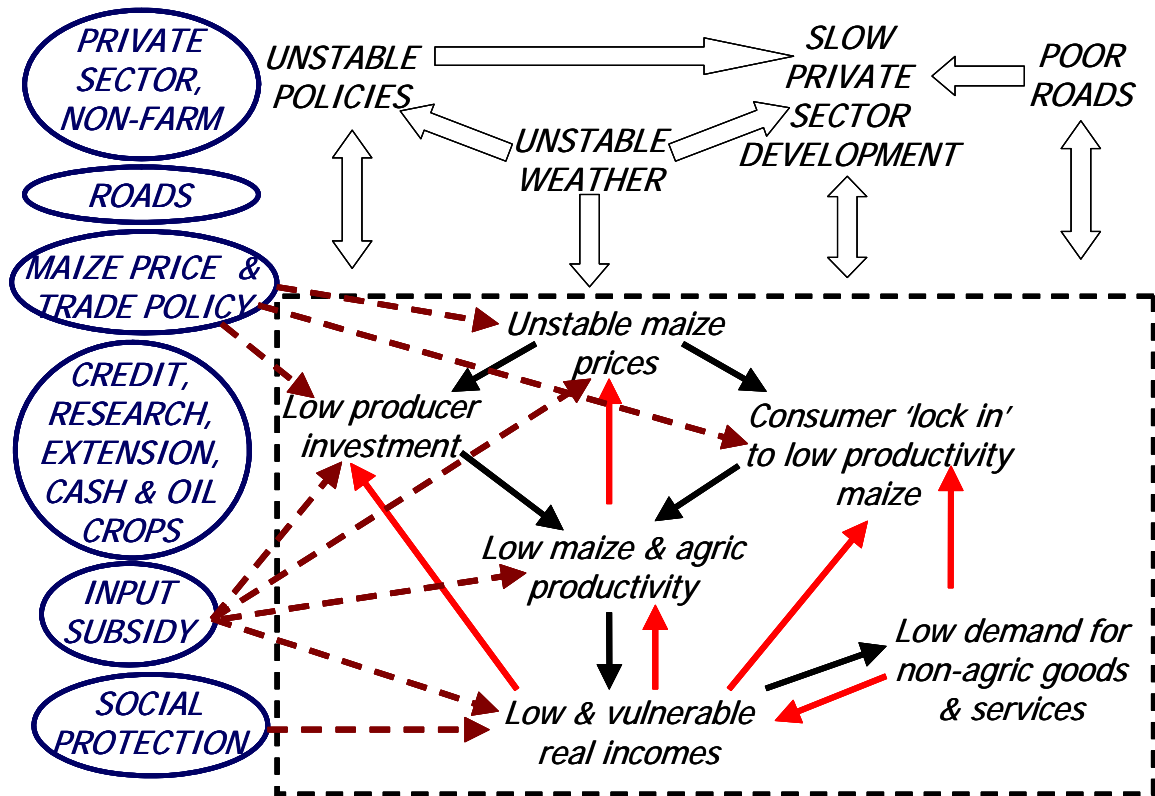 PRIVATE
SECTOR,
NON-FARM
UNSTABLE
POLICIES
SLOW
PRIVATE
SECTOR
DEVELOPMENT
POOR
ROADS
UNSTABLE
WEATHER
ROADS
MAIZE PRICE &
TRADE POLICY
CREDIT,
RESEARCH,
EXTENSION,
CASH & OIL
CROPS
INPUT
SUBSIDY
SOCIAL
PROTECTION
Unstable maize
prices
Low producer
investment
Consumer ‘lock in’
to low productivity
maize
Low maize & agric
productivity
Low demand for
non-agric goods
& services
Low & vulnerable
real incomes